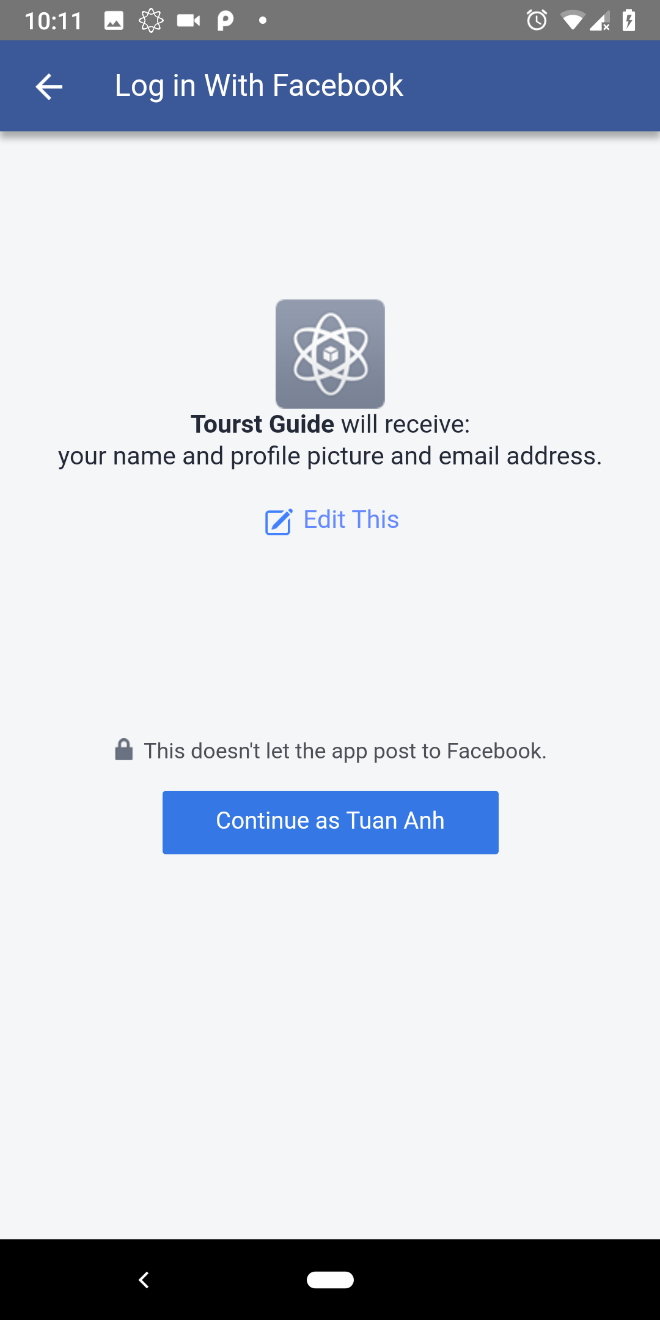 10:11
Log in With Facebook
Tourst Guide will receive:
your name and profile picture and email address.
Edit This
This doesn't let the app post to Facebook.
Continue as Tuan Anh